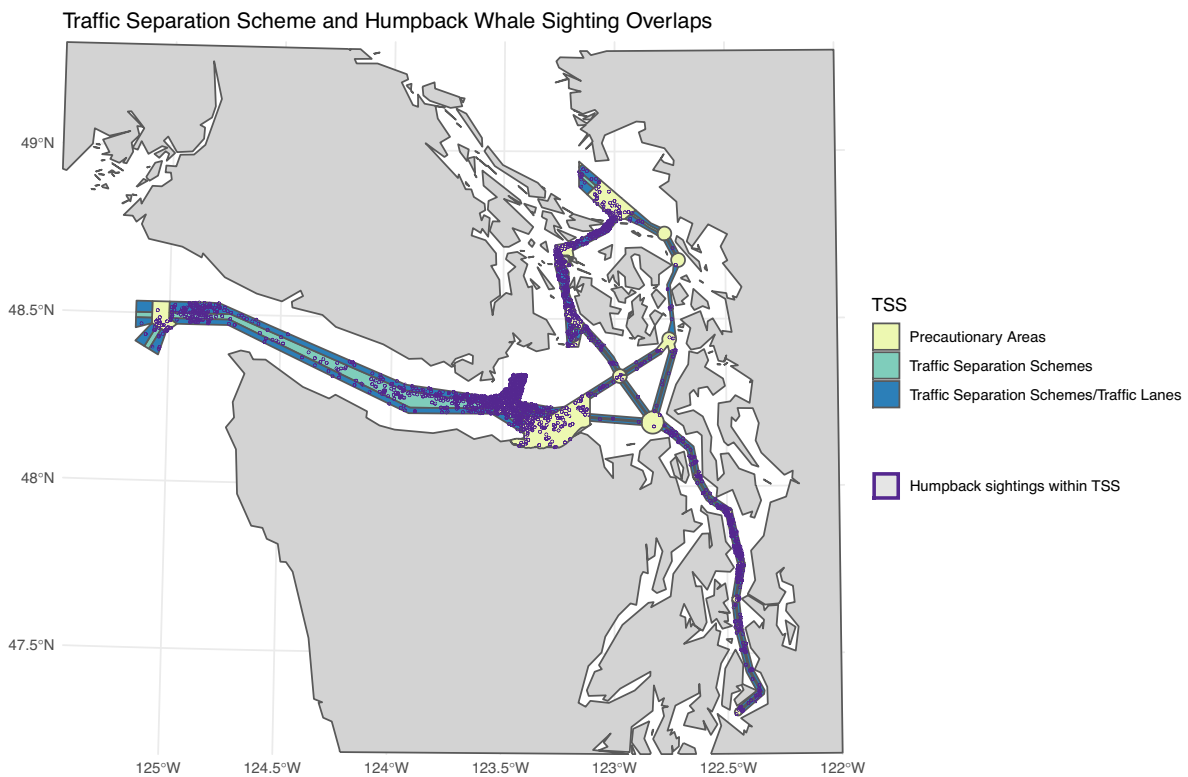 Traffic Separation Scheme and Humpback Whale Sighting Overlaps
49°N
48.5°N
48°N
47.5°N
125°W
124.5°W
124°W
123.5°W
123°W
122.5°W
122°W
TSS
Precautionary Areas
Traffic Separation Schemes
Traffic Separation Schemes/Traffic Lanes
Humpback sightings within TSS